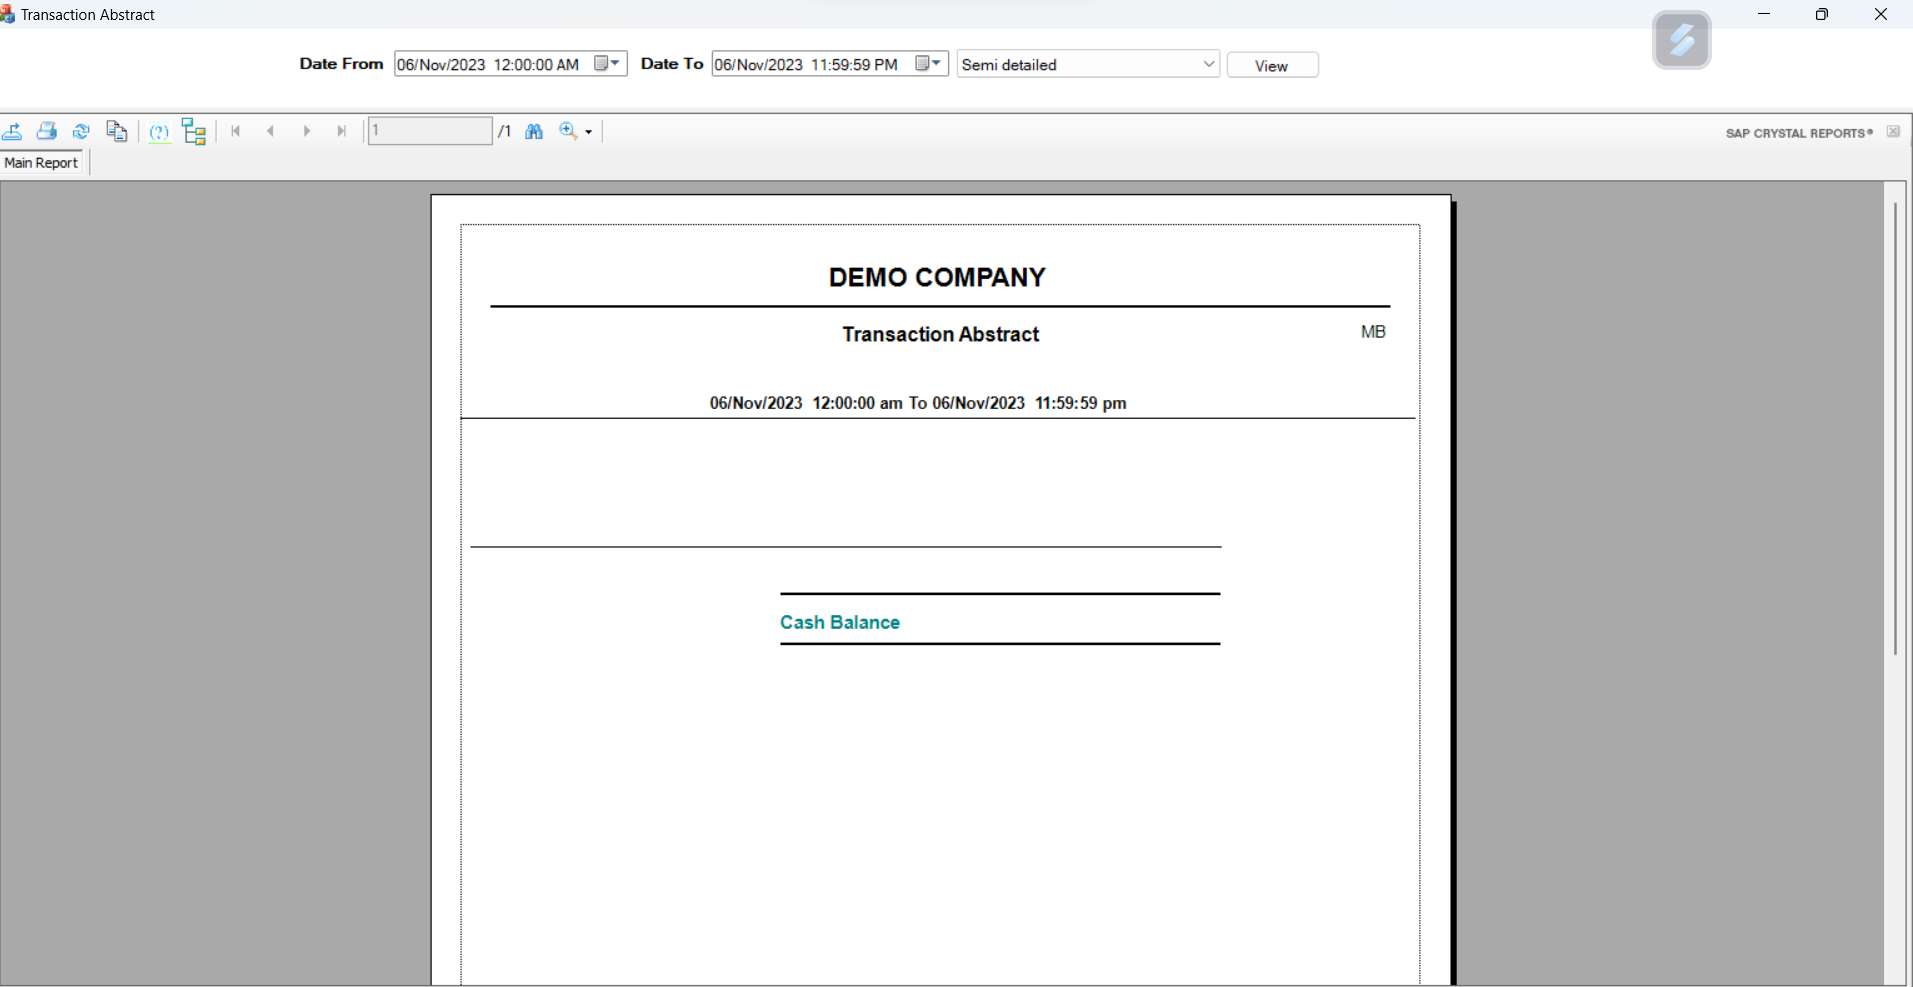 Transaction Abstract
Date From 06/Nov/2023 12:00:00 AM Date To 06/Nov/2023 11:59:59 PM Semi detailed View
1 /1 SAP CRYSTAL REPORTS®
Main Report
DEMO COMPANY
Transaction Abstract MB
06/Nov/2023 12:00:00 am To 06/Nov/2023 11:59:59 pm
Cash Balance